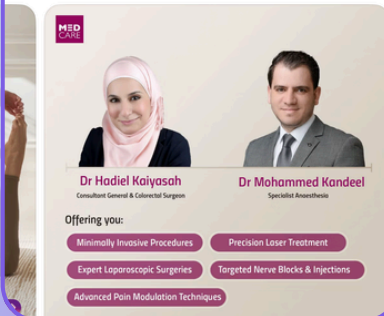 MED
CARE
Dr Hadiel Kaiyasah
Consultant General & Colorectal Surgeon
Dr Mohammed Kandeel
Specialist Anaesthesia
Offering you:
Minimally Invasive Procedures
Precision Laser Treatment
Expert Laparoscopic Surgeries
Targeted Nerve Blocks & Injections
Advanced Pain Modulation Techniques